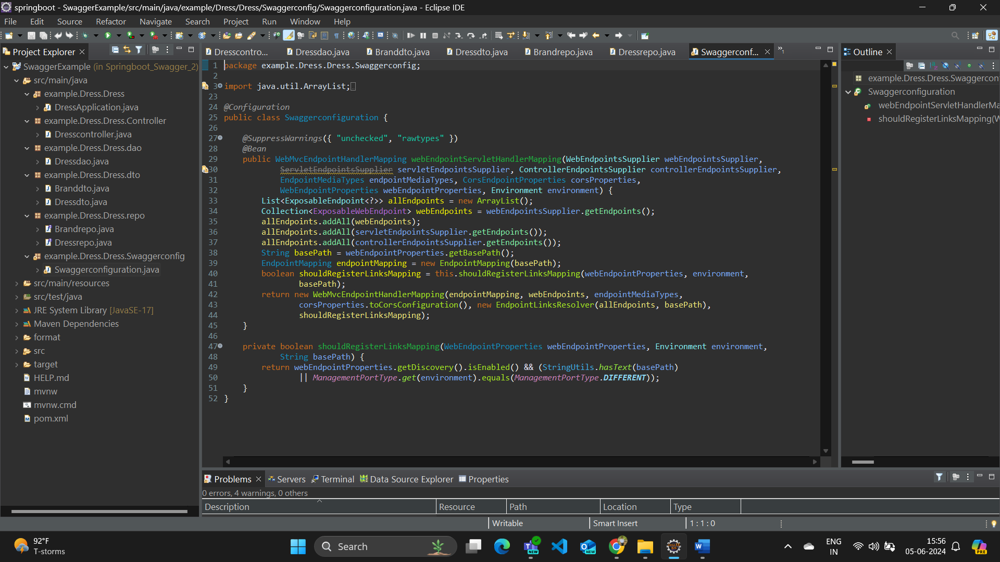 springboot - SwaggerExample/src/main/java/example/Dress/Dress/Swaggerconfig/Swaggerconfiguration.java - Eclipse IDE
File Edit Source Refactor Navigate Search Project Run Window Help
Project Explorer
SwaggerExample (in Springboot_Swagger_2)
src/main/java
example.Dress.Dress
DressApplication.java
example.Dress.Dress.Controller
Dresscontroller.java
example.Dress.Dress.dao
Dressdao.java
example.Dress.Dress.dto
Branddto.java
Dressdto.java
example.Dress.Dress.repo
Brandrepo.java
Dressrepo.java
example.Dress.Dress.Swaggerconfig
Swaggerconfiguration.java
src/main/resources
src/test/java
JRE System Library [JavaSE-17]
Maven Dependencies
format
src
target
HELP.md
mvnw
mvnw.cmd
pom.xml
Dresscontro... Dressdao.java Branddto.java Dressdto.java Brandrepo.java Dressrepo.java Swaggerconf... »1
1 package example.Dress.Dress.Swaggerconfig;
2
3 import java.util.ArrayList;
23
24 @Configuration
25 public class Swaggerconfiguration {
26
27 @SuppressWarnings({ "unchecked", "rawtypes" })
28 @Bean
29 public WebMvcEndpointHandlerMapping webEndpointServletHandlerMapping(WebEndpointsSupplier webEndpointsSupplier,
30 ServletEndpointsSupplier servletEndpointsSupplier, ControllerEndpointsSupplier controllerEndpointsSupplier,
31 EndpointMediaTypes endpointMediaTypes, CorsEndpointProperties corsProperties,
32 WebEndpointProperties webEndpointProperties, Environment environment) {
33 List<ExposableEndpoint<?>> allEndpoints = new ArrayList();
34 Collection<ExposableWebEndpoint> webEndpoints = webEndpointsSupplier.getEndpoints();
35 allEndpoints.addAll(webEndpoints);
36 allEndpoints.addAll(servletEndpointsSupplier.getEndpoints());
37 allEndpoints.addAll(controllerEndpointsSupplier.getEndpoints());
38 String basePath = webEndpointProperties.getBasePath();
39 EndpointMapping endpointMapping = new EndpointMapping(basePath);
40 boolean shouldRegisterLinksMapping = this.shouldRegisterLinksMapping(webEndpointProperties, environment,
41 basePath);
42 return new WebMvcEndpointHandlerMapping(endpointMapping, webEndpoints, endpointMediaTypes,
43 corsProperties.toCorsConfiguration(), new EndpointLinksResolver(allEndpoints, basePath),
44 shouldRegisterLinksMapping);
45 }
46
47 private boolean shouldRegisterLinksMapping(WebEndpointProperties webEndpointProperties, Environment environment,
48 String basePath) {
49 return webEndpointProperties.getDiscovery().isEnabled() && (StringUtils.hasText(basePath)
50 || ManagementPortType.get(environment).equals(ManagementPortType.DIFFERENT));
51 }
52 }
Outline
example.Dress.Dress.Swaggercon
Swaggerconfiguration
webEndpointServletHandlerMa
shouldRegisterLinksMapping(W
Problems Servers Terminal Data Source Explorer Properties
0 errors, 4 warnings, 0 others
Description Resource Path Location Type
Writable Smart Insert 1 : 1 : 0
92°F
T-storms
Search
NEW
NEW
ENG
IN
15:56
05-06-2024
PRE